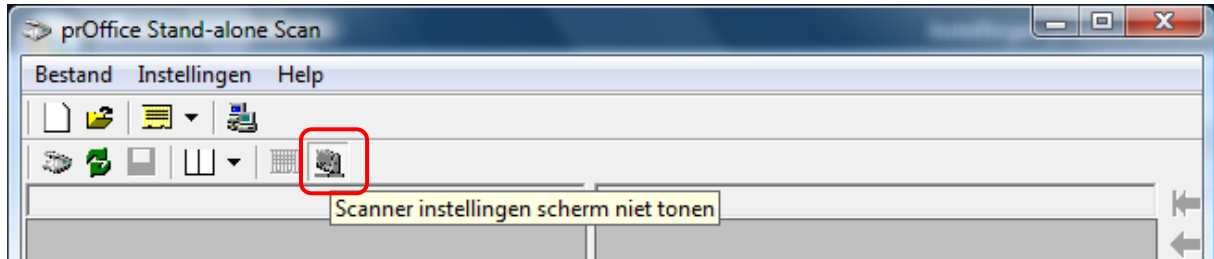 prOffice Stand-alone Scan
Bestand Instellingen Help
Scanner instellingen scherm niet tonen